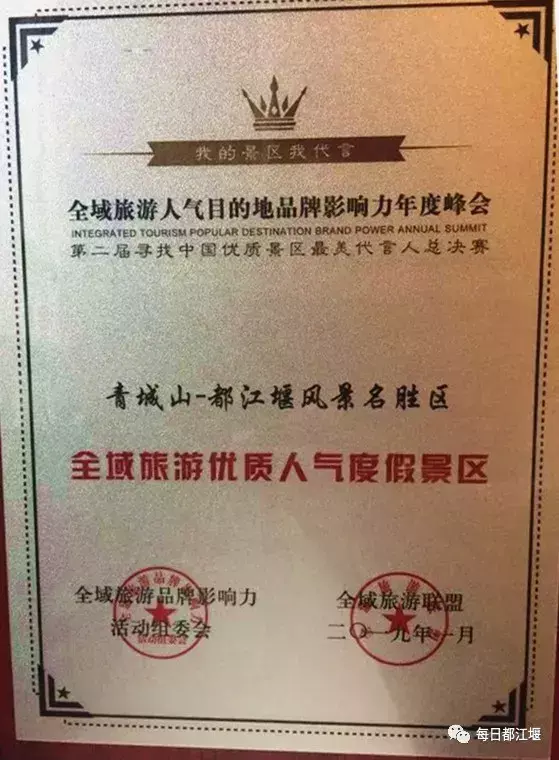 我的景区我代言
全域旅游人气目的地品牌影响力年度峰会
INTEGRATED TOURISM POPULAR DESTINATION BRAND POWER ANNUAL SUMMIT
第二届寻找中国优质景区最美代言人总决赛
青城山-都江堰风景名胜区
全域旅游优质人气度假景区
全域旅游品牌影响力
活动组委会
全域旅游联盟
二〇一九年一月
每日都江堰